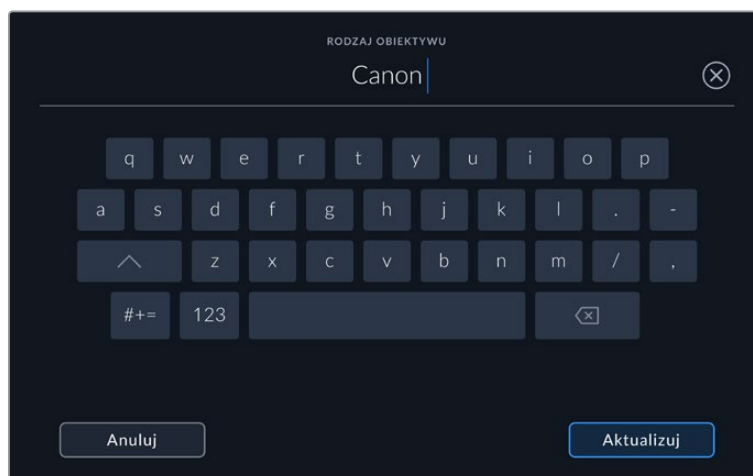 RODZAJ OBIEKTYWU
Canon
q w e r t y u i o p
a s d f g h j k l . -
z x c v b n m / ,
#+= 123
Anuluj Aktualizuj